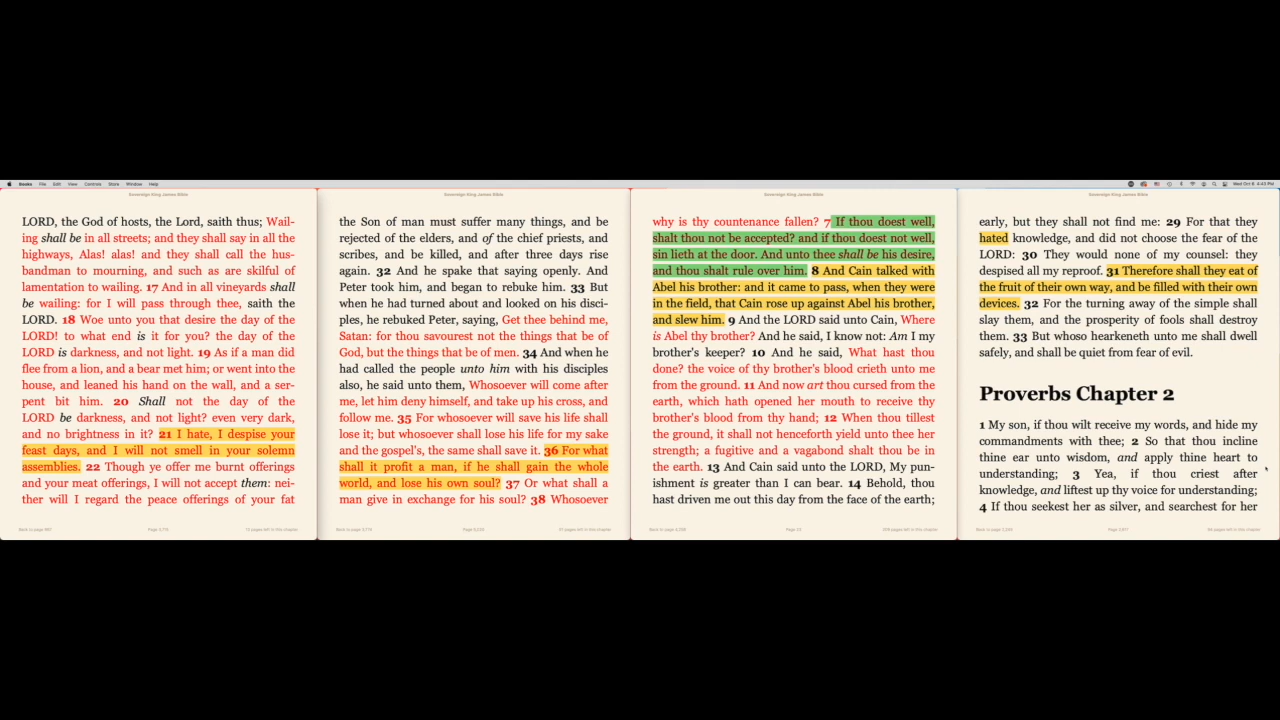 Books File Edit View Controls Store Window Help
Wed Oct 6 4:43 PM
Sovereign King James Bible
LORD, the God of hosts, the Lord, saith thus; Wail-
ing shall be in all streets; and they shall say in all the
highways, Alas! alas! and they shall call the hus-
bandman to mourning, and such as are skilful of
lamentation to wailing. 17 And in all vineyards shall
be wailing: for I will pass through thee, saith the
LORD. 18 Woe unto you that desire the day of the
LORD! to what end is it for you? the day of the
LORD is darkness, and not light. 19 As if a man did
flee from a lion, and a bear met him; or went into the
house, and leaned his hand on the wall, and a ser-
pent bit him. 20 Shall not the day of the
LORD be darkness, and not light? even very dark,
and no brightness in it? 21 I hate, I despise your
feast days, and I will not smell in your solemn
assemblies. 22 Though ye offer me burnt offerings
and your meat offerings, I will not accept them: nei-
ther will I regard the peace offerings of your fat
Sovereign King James Bible
the Son of man must suffer many things, and be
rejected of the elders, and of the chief priests, and
scribes, and be killed, and after three days rise
again. 32 And he spake that saying openly. And
Peter took him, and began to rebuke him. 33 But
when he had turned about and looked on his disci-
ples, he rebuked Peter, saying, Get thee behind me,
Satan: for thou savourest not the things that be of
God, but the things that be of men. 34 And when he
had called the people unto him with his disciples
also, he said unto them, Whosoever will come after
me, let him deny himself, and take up his cross, and
follow me. 35 For whosoever will save his life shall
lose it; but whosoever shall lose his life for my sake
and the gospel's, the same shall save it. 36 For what
shall it profit a man, if he shall gain the whole
world, and lose his own soul? 37 Or what shall a
man give in exchange for his soul? 38 Whosoever
Sovereign King James Bible
why is thy countenance fallen? 7 If thou doest well,
shalt thou not be accepted? and if thou doest not well,
sin lieth at the door. And unto thee shall be his desire,
and thou shalt rule over him. 8 And Cain talked with
Abel his brother: and it came to pass, when they were
in the field, that Cain rose up against Abel his brother,
and slew him. 9 And the LORD said unto Cain, Where
is Abel thy brother? And he said, I know not: Am I my
brother's keeper? 10 And he said, What hast thou
done? the voice of thy brother's blood crieth unto me
from the ground. 11 And now art thou cursed from the
earth, which hath opened her mouth to receive thy
brother's blood from thy hand; 12 When thou tillest
the ground, it shall not henceforth yield unto thee her
strength; a fugitive and a vagabond shalt thou be in
the earth. 13 And Cain said unto the LORD, My pun-
ishment is greater than I can bear. 14 Behold, thou
hast driven me out this day from the face of the earth;
Sovereign King James Bible
early, but they shall not find me: 29 For that they
hated knowledge, and did not choose the fear of the
LORD: 30 They would none of my counsel: they
despised all my reproof. 31 Therefore shall they eat of
the fruit of their own way, and be filled with their own
devices. 32 For the turning away of the simple shall
slay them, and the prosperity of fools shall destroy
them. 33 But whoso hearkeneth unto me shall dwell
safely, and shall be quiet from fear of evil.
Proverbs Chapter 2
1 My son, if thou wilt receive my words, and hide my
commandments with thee; 2 So that thou incline
thine ear unto wisdom, and apply thine heart to
understanding; 3 Yea, if thou criest after
knowledge, and liftest up thy voice for understanding;
4 If thou seekest her as silver, and searchest for her